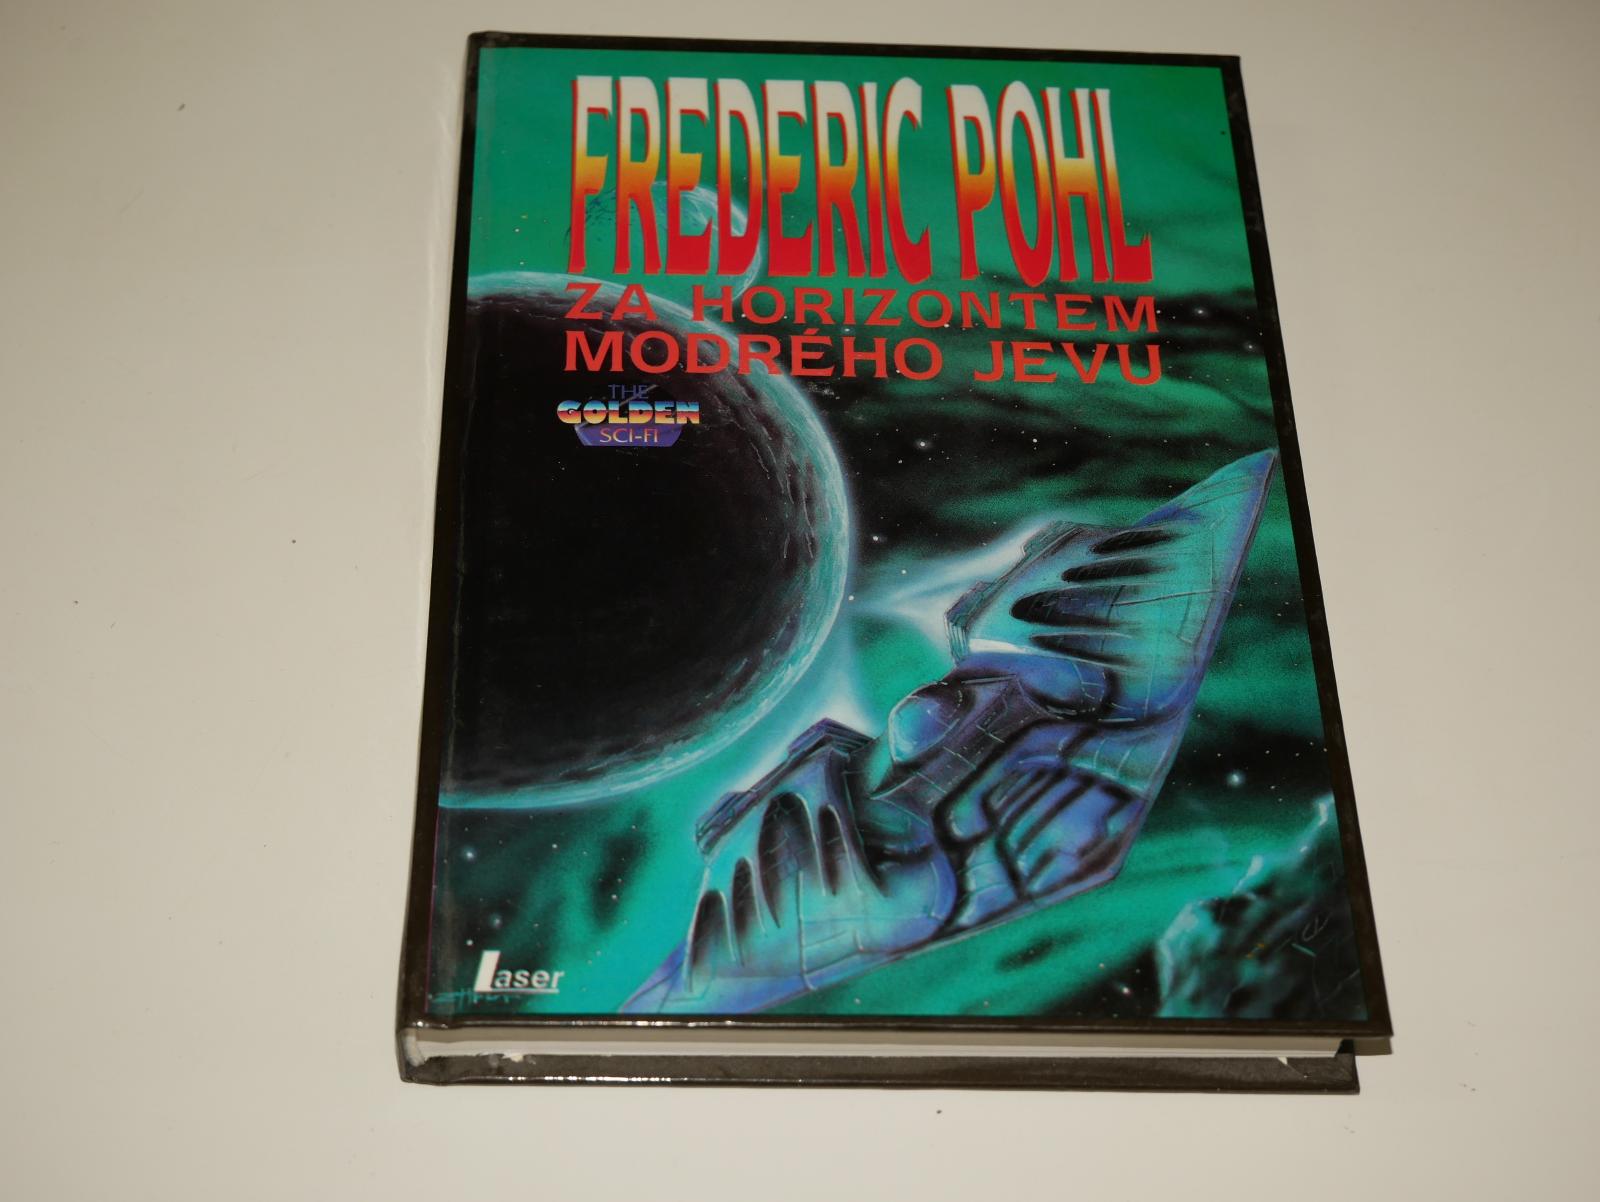 FREDERIC POHL
ZA HORIZONTEM
MODRÉHO JEVU
THE
GOLDEN
SCI-FI
Laser